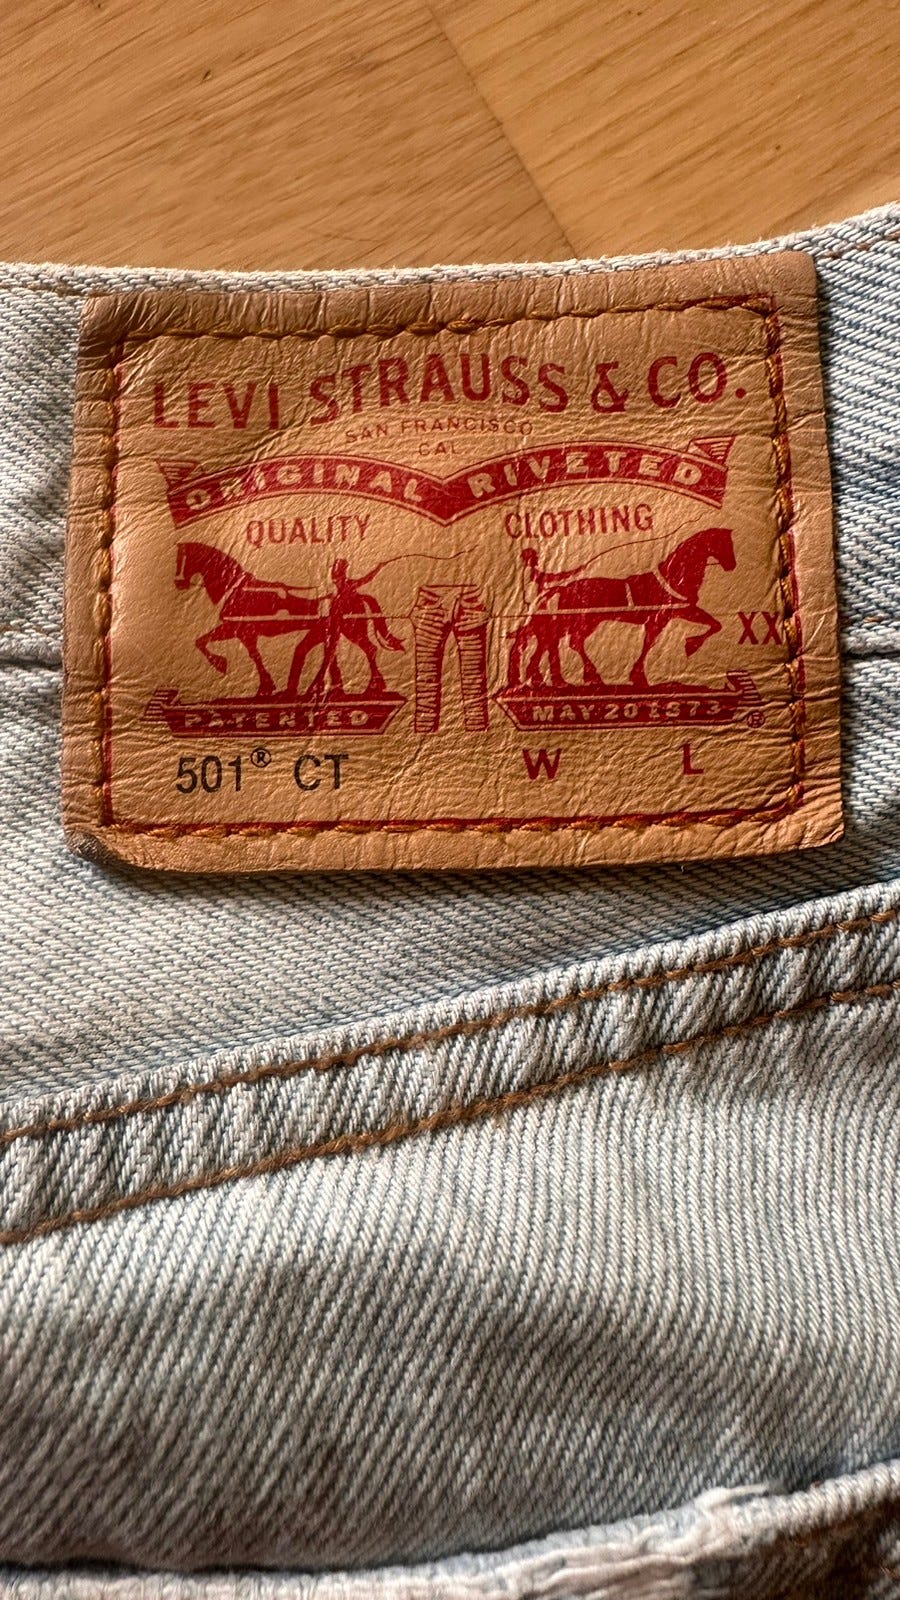 LEVI STRAUSS & CO.
SAN FRANCISCO
CAL
ORIGINAL RIVETED
QUALITY CLOTHING
XX
PATENTED MAY 20 1873 ®
501® CT W L